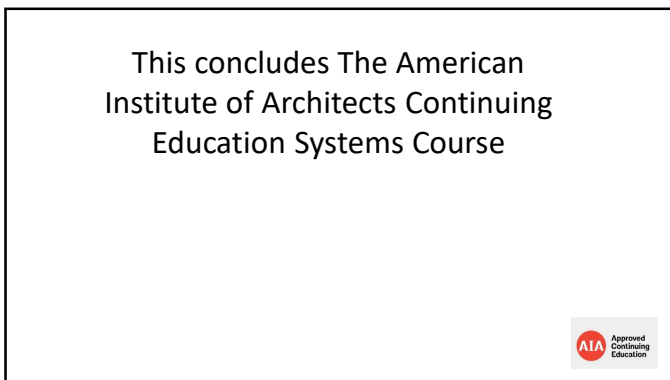 This concludes The American
Institute of Architects Continuing
Education Systems Course
AIA
Approved
Continuing
Education